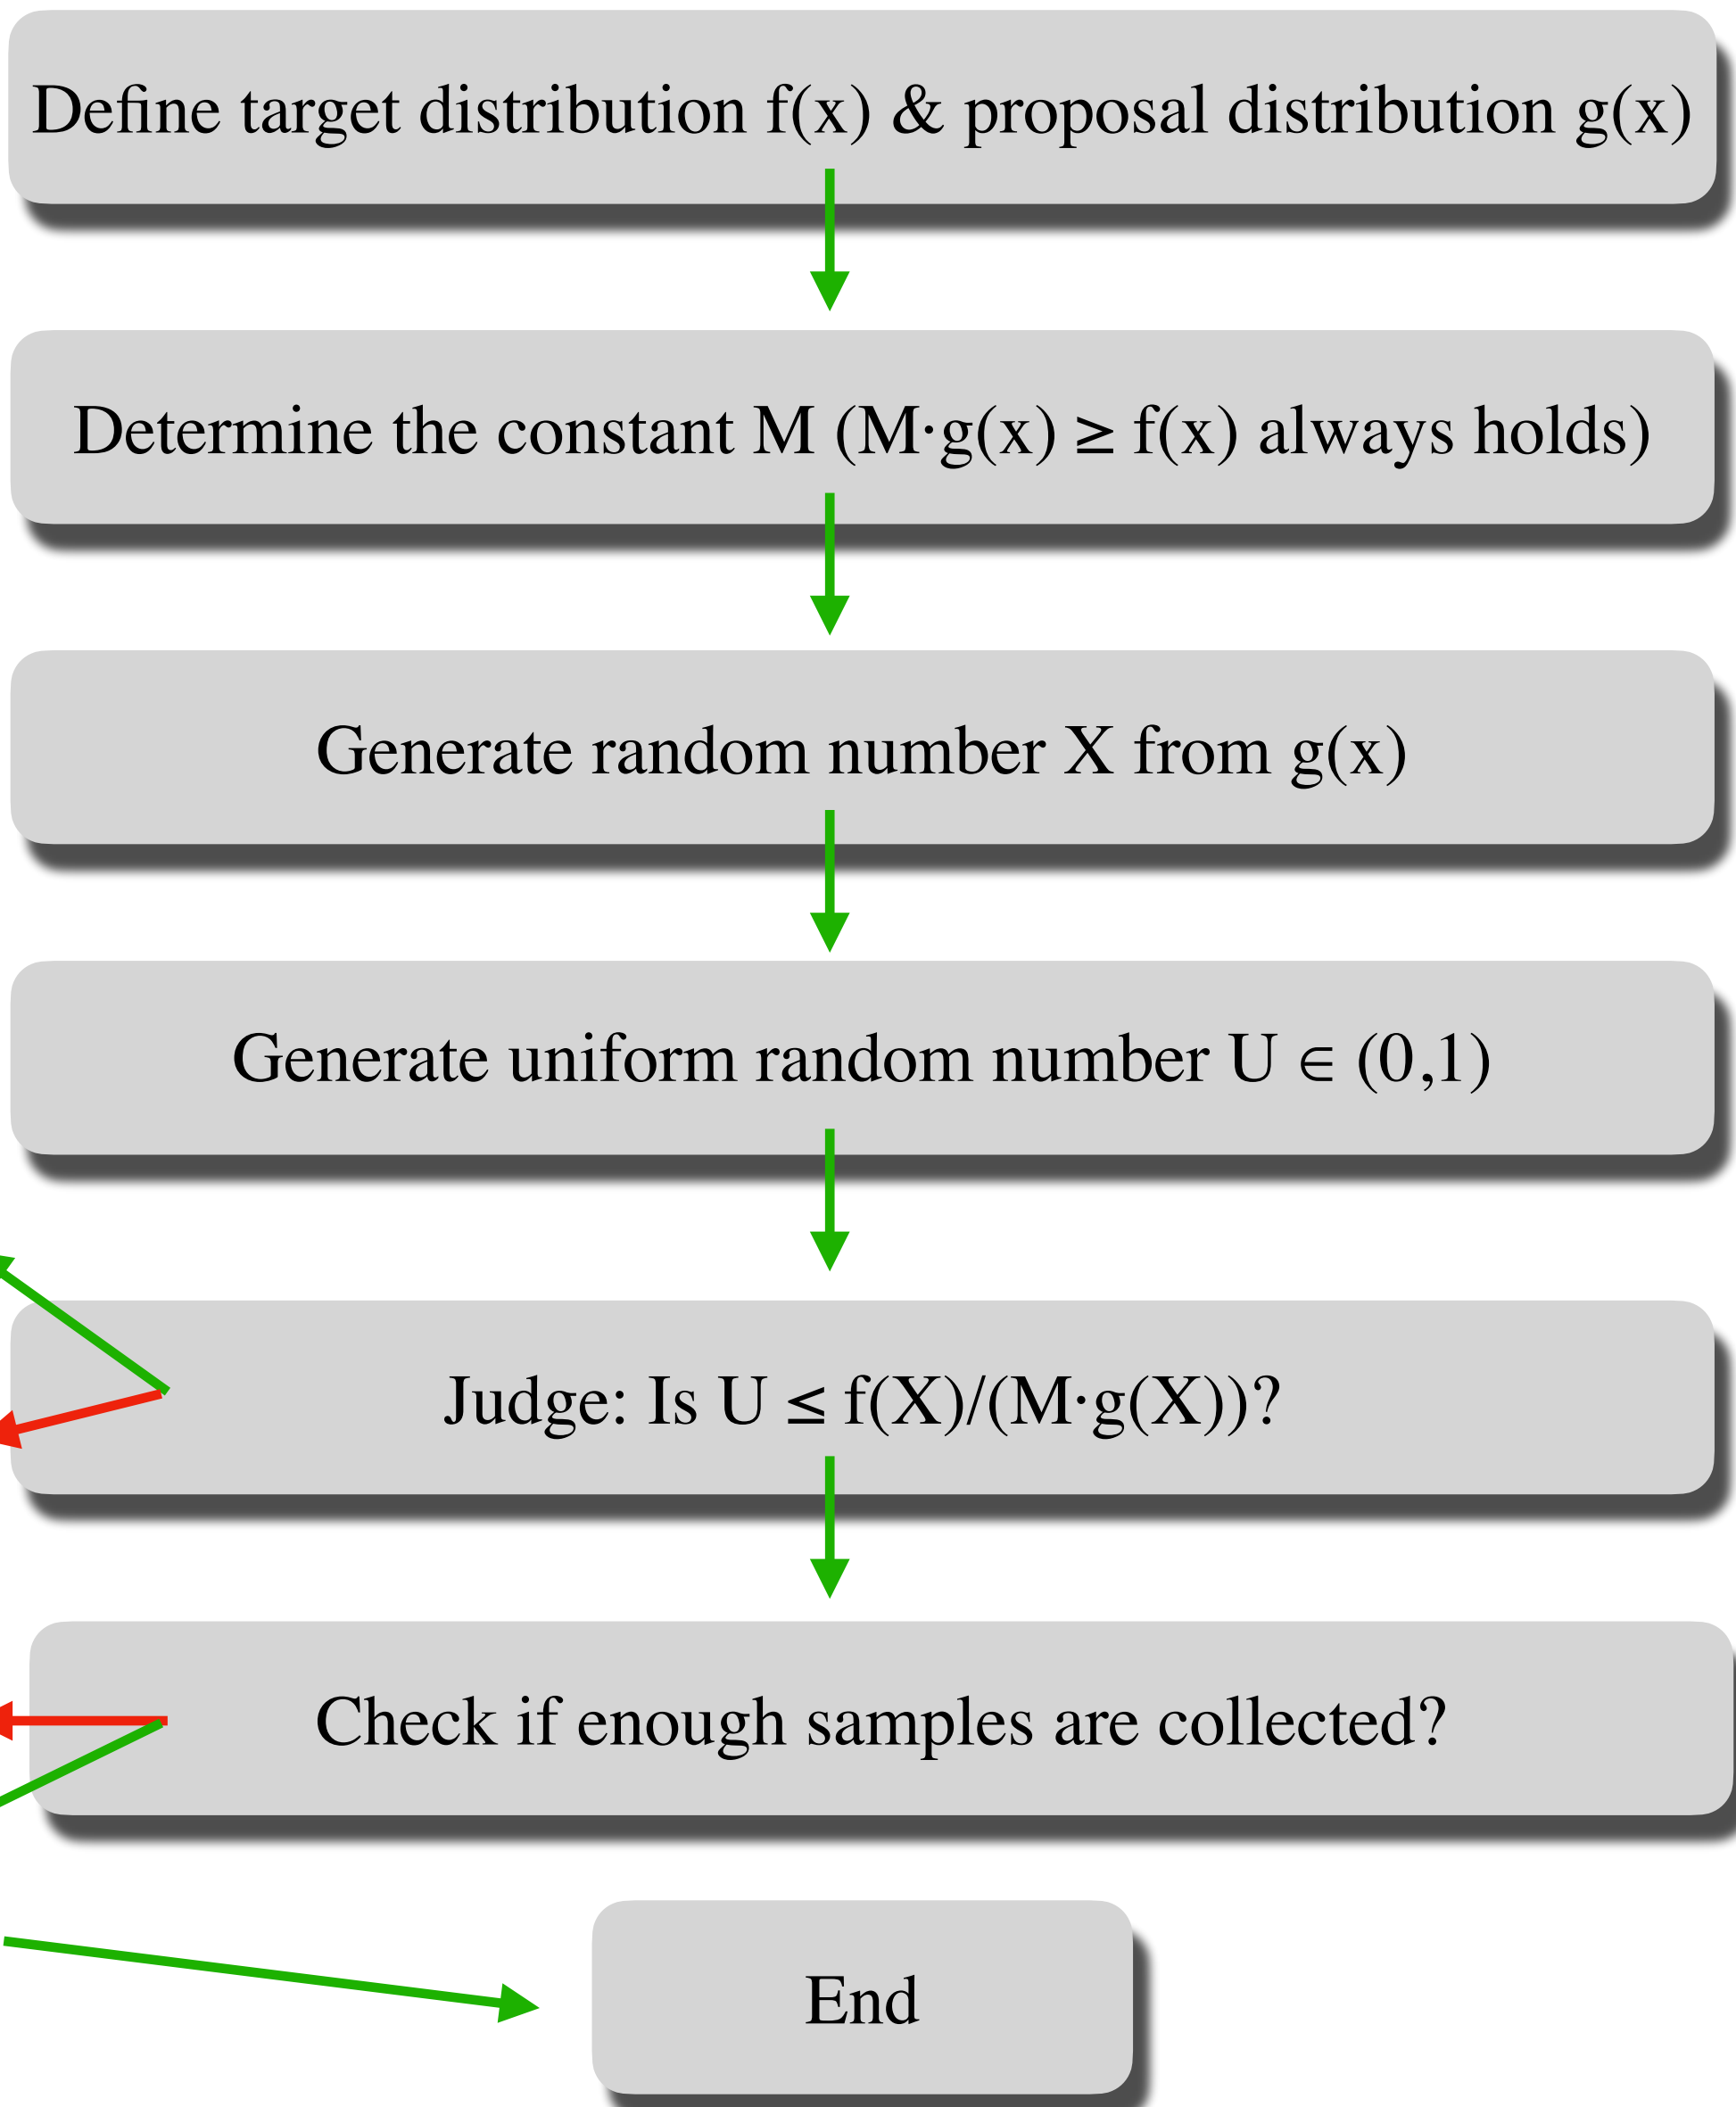 Define target distribution f(x) & proposal distribution g(x)
Determine the constant M (M·g(x) ≥ f(x) always holds)
Generate random number X from g(x)
Generate uniform random number U ∈ (0,1)
Judge: Is U ≤ f(X)/(M·g(X))?
Check if enough samples are collected?
End